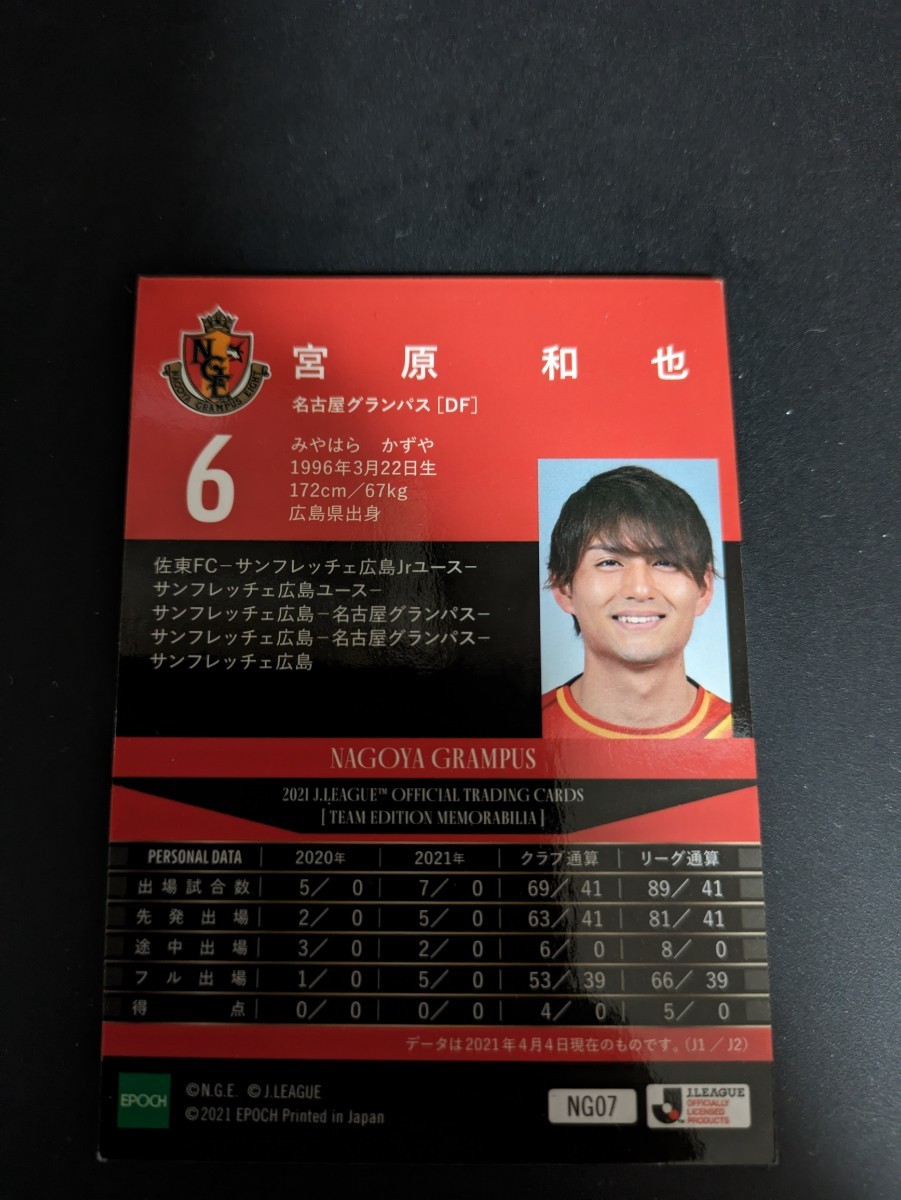 NGE
NAGOYA GRAMPUS EIGHT
宮原和也
名古屋グランパス [DF]
6
みやはら かずや
1996年3月22日生
172cm/67kg
広島県出身
佐東FC-サンフレッチェ広島Jrユース-
サンフレッチェ広島ユース-
サンフレッチェ広島-名古屋グランパス-
サンフレッチェ広島-名古屋グランパス-
サンフレッチェ広島
NAGOYA GRAMPUS
2021 J.LEAGUE™ OFFICIAL TRADING CARDS
[ TEAM EDITION MEMORABILIA ]
PERSONAL DATA | 2020年 | 2021年 | クラブ通算 | リーグ通算
出場試合数 | 5/ 0 | 7/ 0 | 69/ 41 | 89/ 41
先発出場 | 2/ 0 | 5/ 0 | 63/ 41 | 81/ 41
途中出場 | 3/ 0 | 2/ 0 | 6/ 0 | 8/ 0
フル出場 | 1/ 0 | 5/ 0 | 53/ 39 | 66/ 39
得点 | 0/ 0 | 0/ 0 | 4/ 0 | 5/ 0
データは2021年4月4日現在のものです。(J1/J2)
EPOCH
©N.G.E. ©J.LEAGUE
©2021 EPOCH Printed in Japan
NG07
J.LEAGUE
OFFICIALLY
LICENSED
PRODUCTS